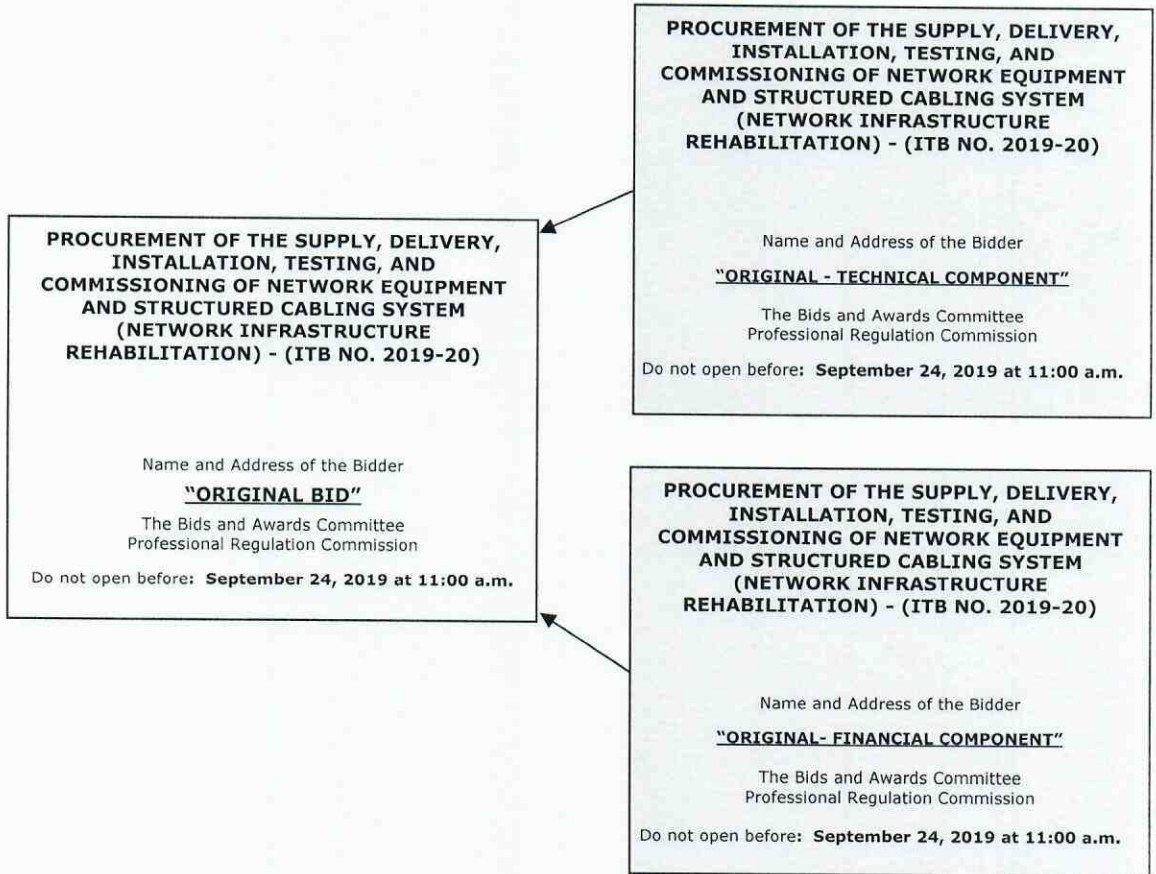 PROCUREMENT OF THE SUPPLY, DELIVERY,
INSTALLATION, TESTING, AND
COMMISSIONING OF NETWORK EQUIPMENT
AND STRUCTURED CABLING SYSTEM
(NETWORK INFRASTRUCTURE
REHABILITATION) - (ITB NO. 2019-20)
Name and Address of the Bidder
"ORIGINAL BID"
The Bids and Awards Committee
Professional Regulation Commission
Do not open before: September 24, 2019 at 11:00 a.m.
PROCUREMENT OF THE SUPPLY, DELIVERY,
INSTALLATION, TESTING, AND
COMMISSIONING OF NETWORK EQUIPMENT
AND STRUCTURED CABLING SYSTEM
(NETWORK INFRASTRUCTURE
REHABILITATION) - (ITB NO. 2019-20)
Name and Address of the Bidder
"ORIGINAL - TECHNICAL COMPONENT"
The Bids and Awards Committee
Professional Regulation Commission
Do not open before: September 24, 2019 at 11:00 a.m.
PROCUREMENT OF THE SUPPLY, DELIVERY,
INSTALLATION, TESTING, AND
COMMISSIONING OF NETWORK EQUIPMENT
AND STRUCTURED CABLING SYSTEM
(NETWORK INFRASTRUCTURE
REHABILITATION) - (ITB NO. 2019-20)
Name and Address of the Bidder
"ORIGINAL- FINANCIAL COMPONENT"
The Bids and Awards Committee
Professional Regulation Commission
Do not open before: September 24, 2019 at 11:00 a.m.